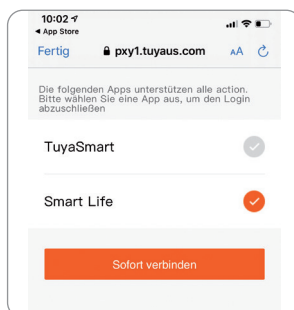 10:02
App Store
Fertig pxy1.tuyaus.com AA
Die folgenden Apps unterstützen alle action.
Bitte wählen Sie eine App aus, um den Login
abzuschließen
TuyaSmart
Smart Life
Sofort verbinden